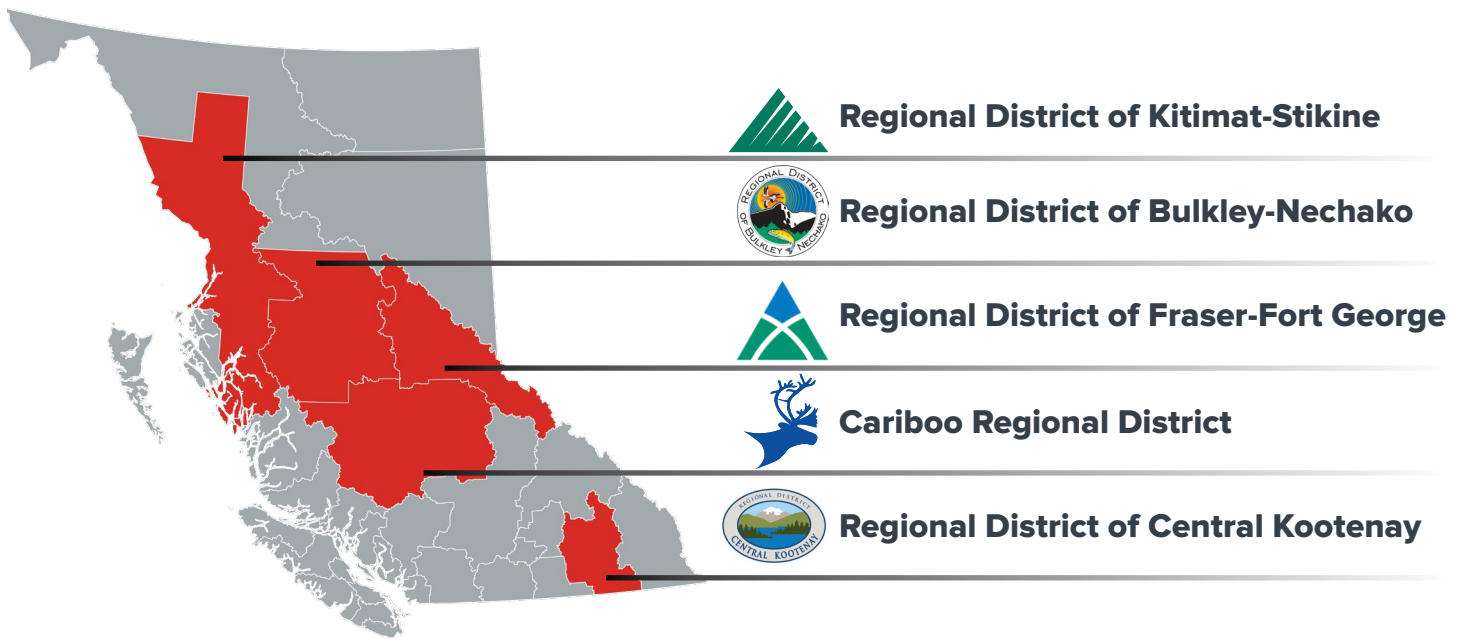 Regional District of Kitimat-Stikine
REGIONAL DISTRICT
OF BULKLEY NECHAKO
Regional District of Bulkley-Nechako
Regional District of Fraser-Fort George
Cariboo Regional District
REGIONAL DISTRICT
CENTRAL KOOTENAY
Regional District of Central Kootenay